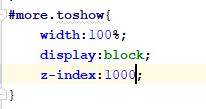 #more.toshow{
width:100%;
display:block;
z-index:1000;
}